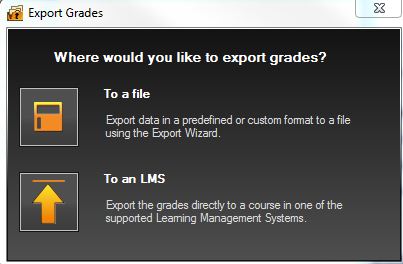 Export Grades
Where would you like to export grades?
To a file
Export data in a predefined or custom format to a file
using the Export Wizard.
To an LMS
Export the grades directly to a course in one of the
supported Learning Management Systems.